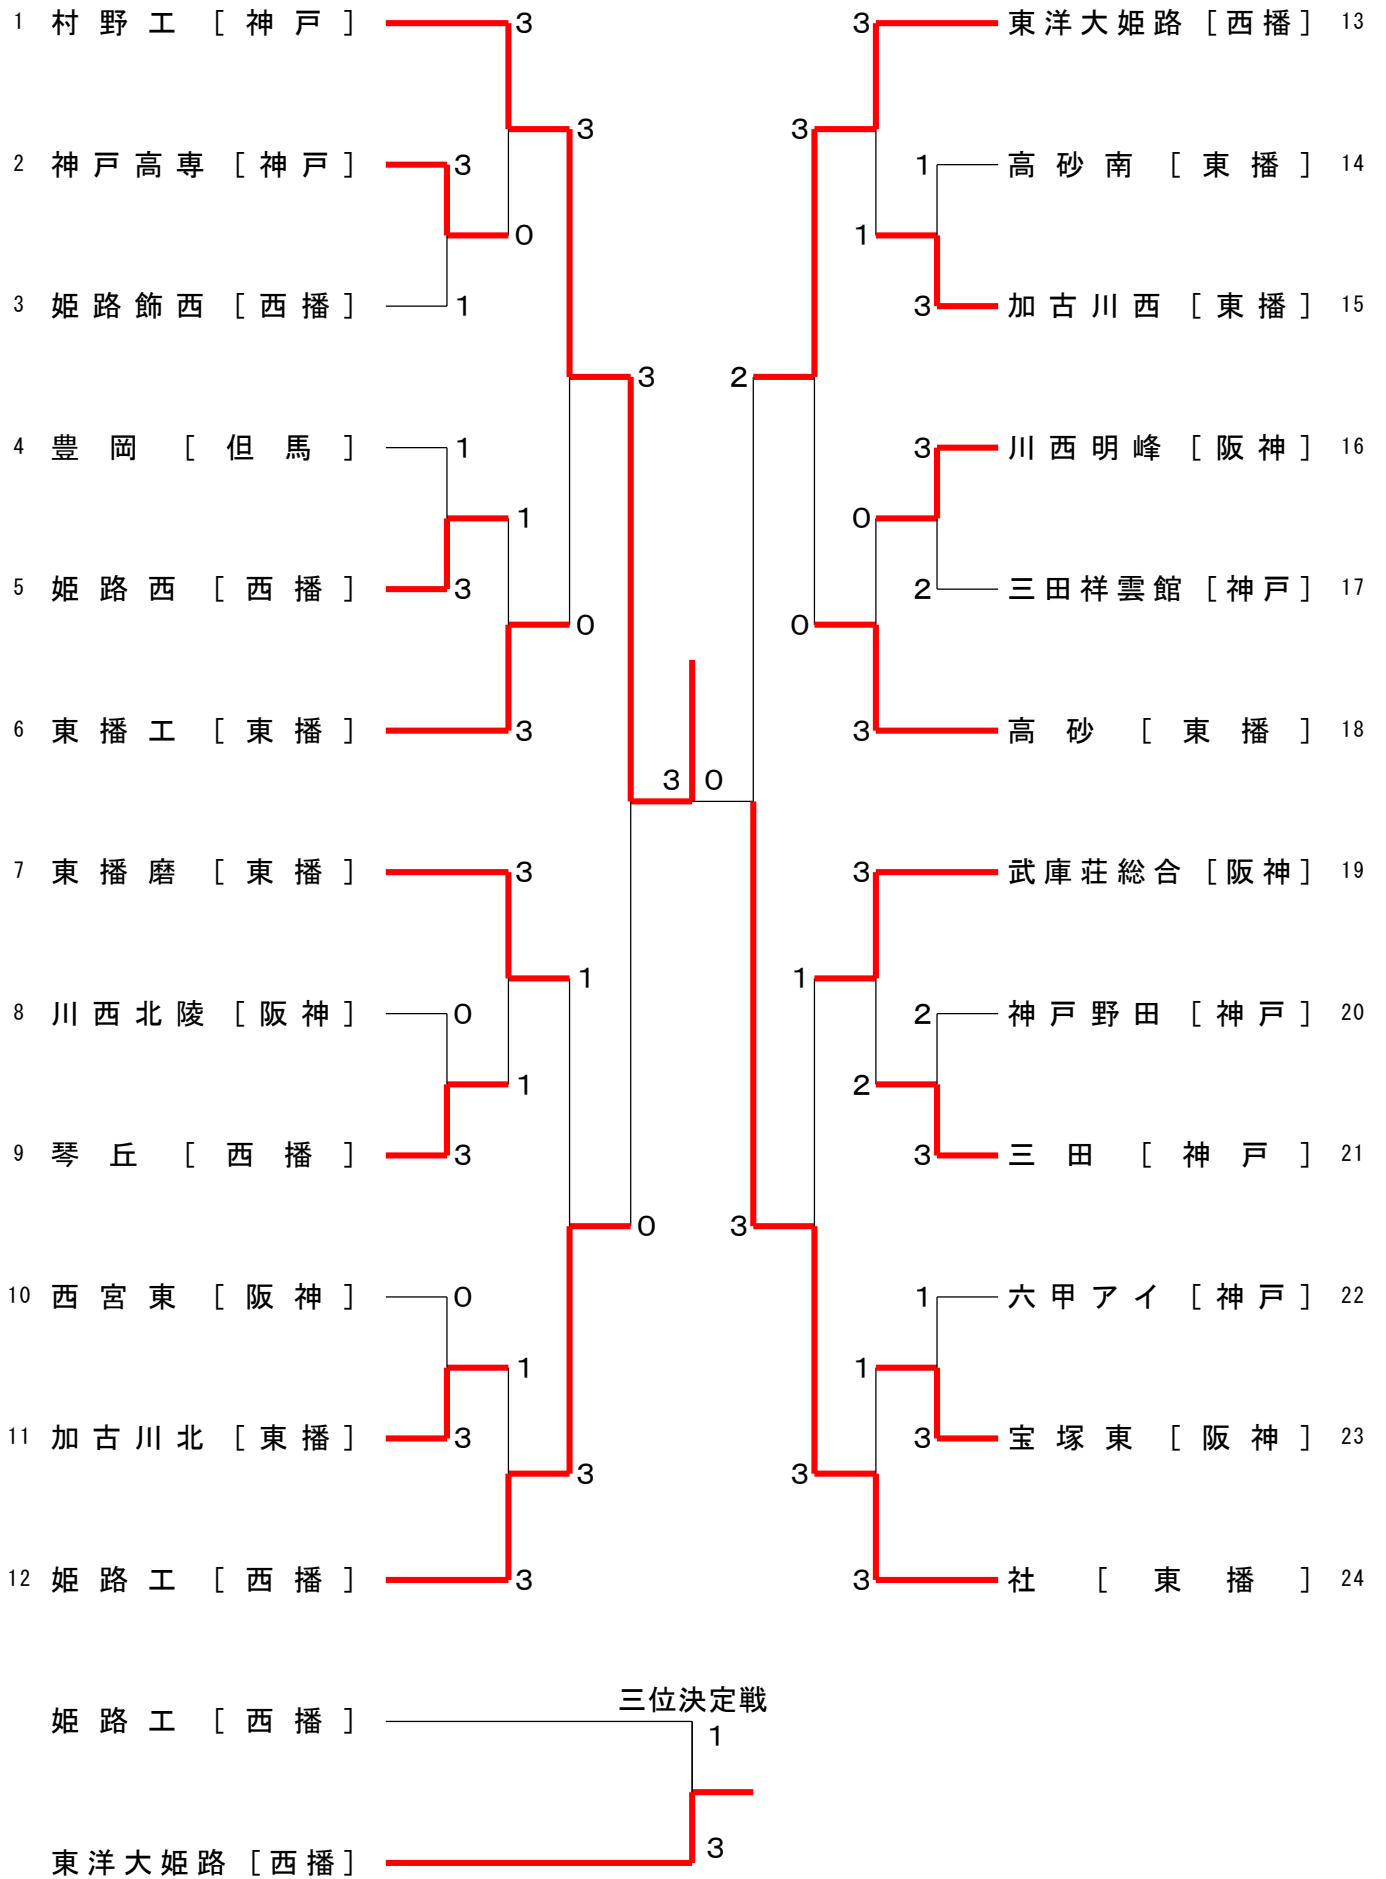 1 村野工［神戸］ 3 3 東洋大姫路［西播］ 13
3 3
2 神戸高専［神戸］ 3 1 高砂南［東播］ 14
0 1
3 姫路飾西［西播］ 1 3 加古川西［東播］ 15
3 2
4 豊岡［但馬］ 1 3 川西明峰［阪神］ 16
1 0
5 姫路西［西播］ 3 2 三田祥雲館［神戸］ 17
0 0
6 東播工［東播］ 3 3 高砂［東播］ 18
3 0
7 東播磨［東播］ 3 3 武庫荘総合［阪神］ 19
1 1
8 川西北陵［阪神］ 0 2 神戸野田［神戸］ 20
1 2
9 琴丘［西播］ 3 3 三田［神戸］ 21
0 3
10 西宮東［阪神］ 0 1 六甲アイ［神戸］ 22
1 1
11 加古川北［東播］ 3 3 宝塚東［阪神］ 23
3 3
12 姫路工［西播］ 3 3 社［東播］ 24
三位決定戦
姫路工［西播］ 1
東洋大姫路［西播］ 3